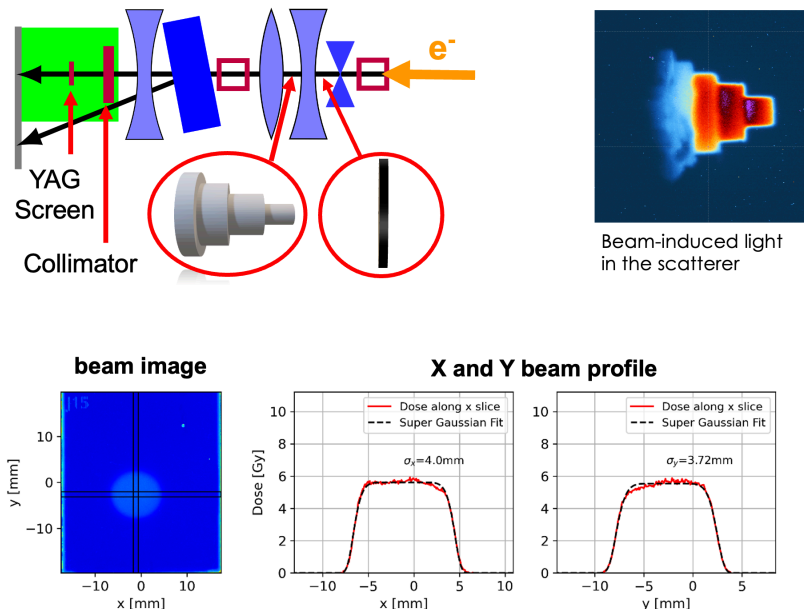 e-
YAG
Screen
Collimator
Beam-induced light
in the scatterer
beam image
X and Y beam profile
J15
10
0
−10
y [mm]
−10
0
10
x [mm]
Dose along x slice
Super Gaussian Fit
σx=4.0mm
10
8
6
4
2
0
Dose [Gy]
−10
−5
0
5
10
x [mm]
Dose along x slice
Super Gaussian Fit
σy=3.72mm
10
8
6
4
2
0
−10
−5
0
5
y [mm]